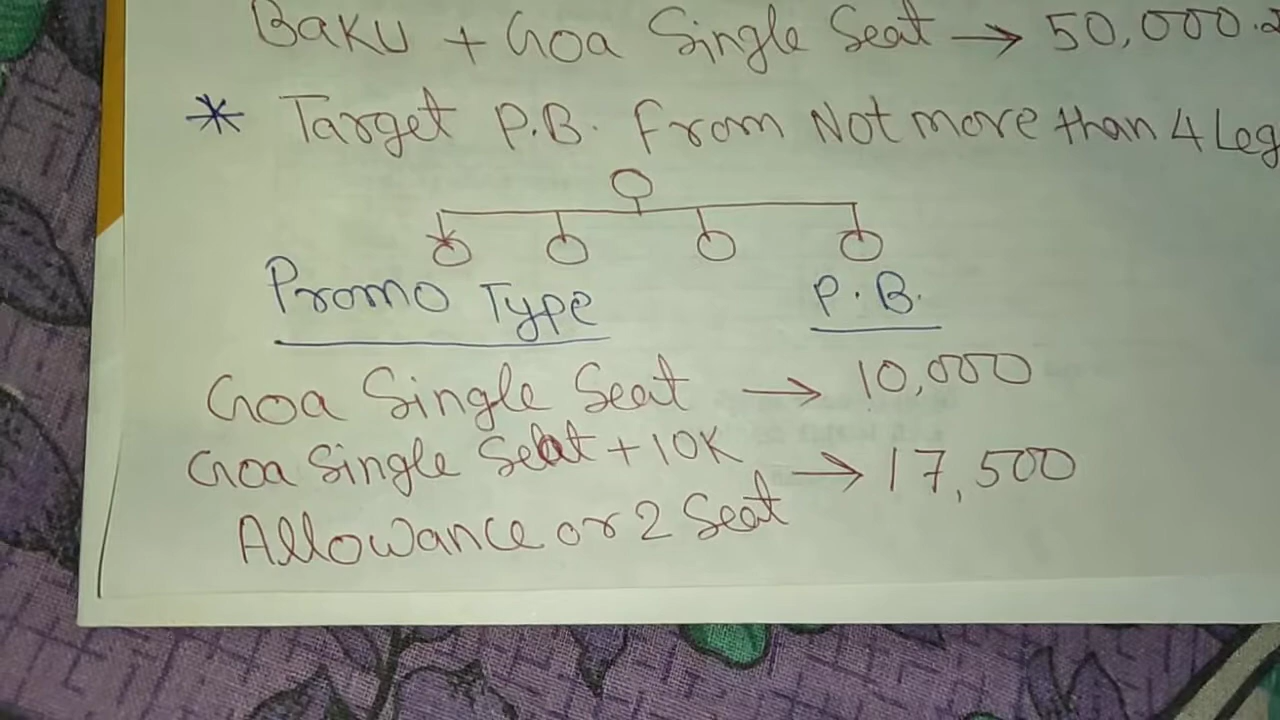 Baku + Goa Single Seat → 50,000
* Target P.B. From Not more than 4 Leg
Promo Type P.B.
Goa Single Seat → 10,000
Goa Single Seat + 10K
Allowance or 2 Seat → 17,500